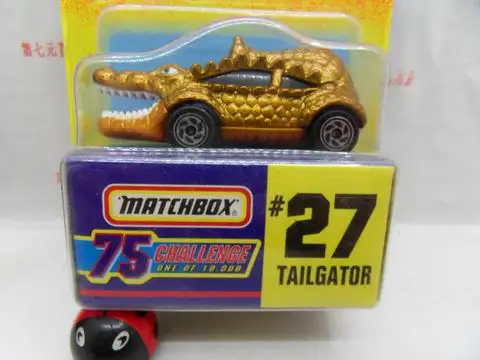 MATCHBOX
75 CHALLENGE
ONE OF 10,000
#27
TAILGATOR